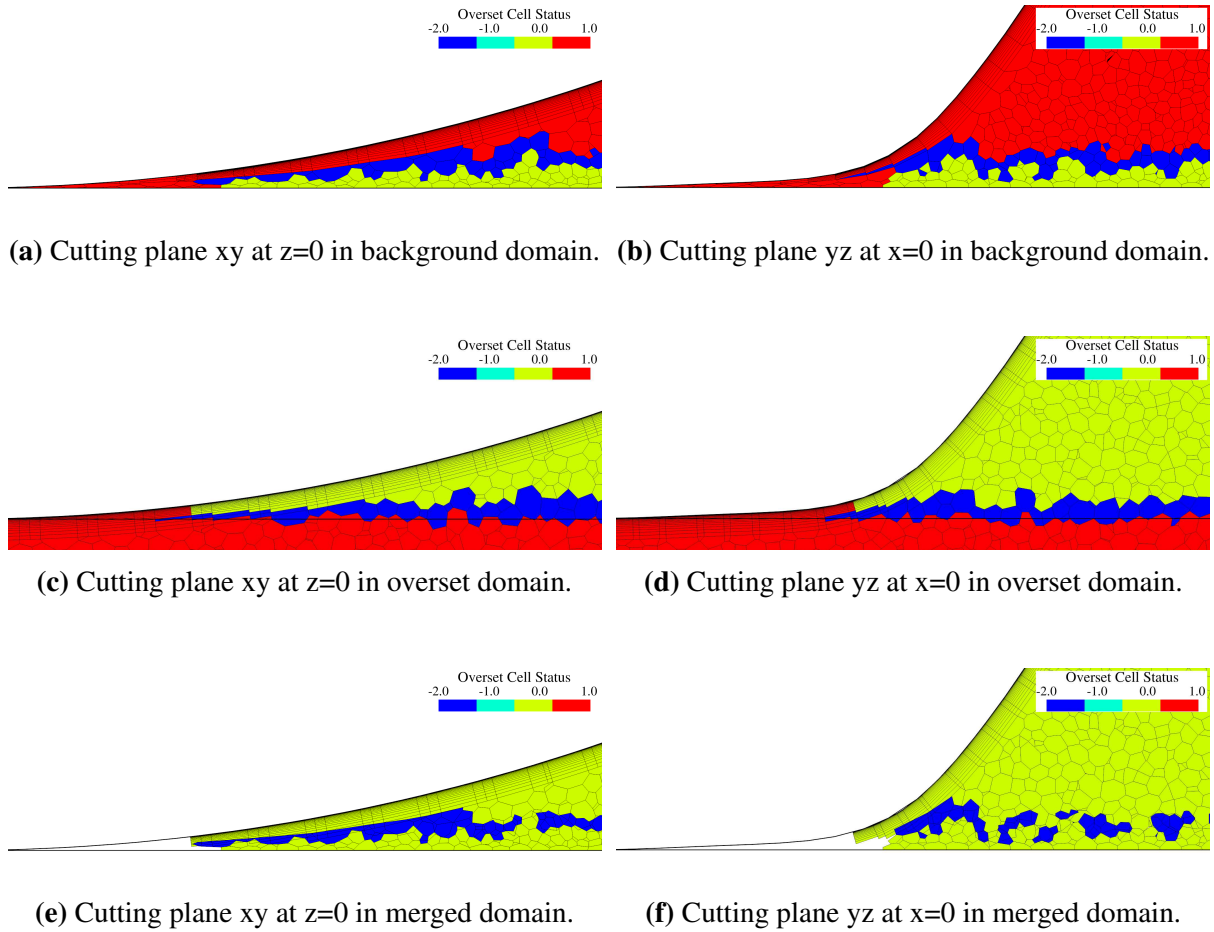 Overset Cell Status
-2.0 -1.0 0.0 1.0
Overset Cell Status
-2.0 -1.0 0.0 1.0
(a) Cutting plane xy at z=0 in background domain.
(b) Cutting plane yz at x=0 in background domain.
Overset Cell Status
-2.0 -1.0 0.0 1.0
Overset Cell Status
-2.0 -1.0 0.0 1.0
(c) Cutting plane xy at z=0 in overset domain.
(d) Cutting plane yz at x=0 in overset domain.
Overset Cell Status
-2.0 -1.0 0.0 1.0
Overset Cell Status
-2.0 -1.0 0.0 1.0
(e) Cutting plane xy at z=0 in merged domain.
(f) Cutting plane yz at x=0 in merged domain.